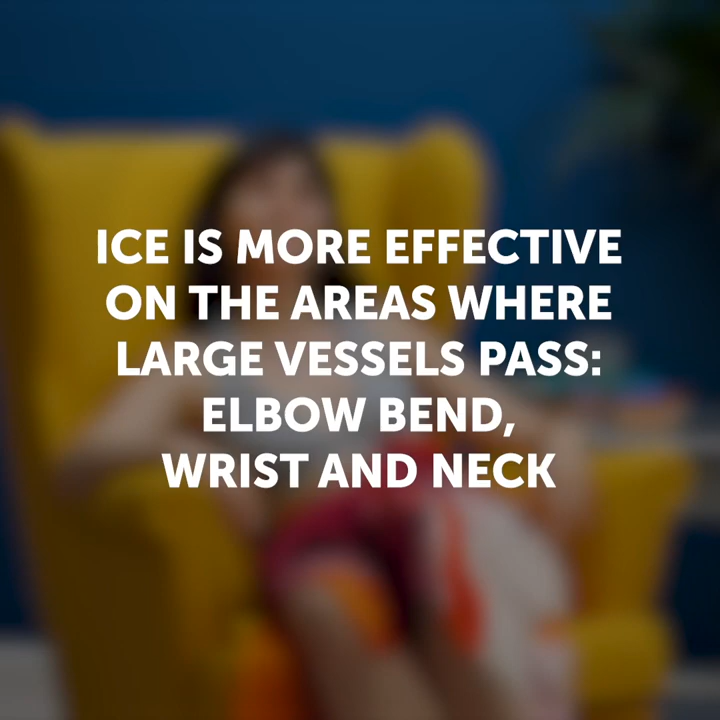 ICE IS MORE EFFECTIVE
ON THE AREAS WHERE
LARGE VESSELS PASS:
ELBOW BEND,
WRIST AND NECK